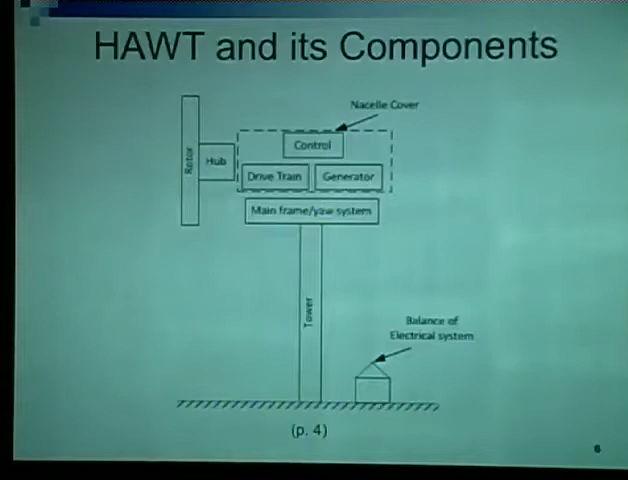 HAWT and its Components
Nacelle Cover
Control
Rotor
Hub
Drive Train
Generator
Main frame/yaw system
Tower
Balance of
Electrical system
(p. 4)
6